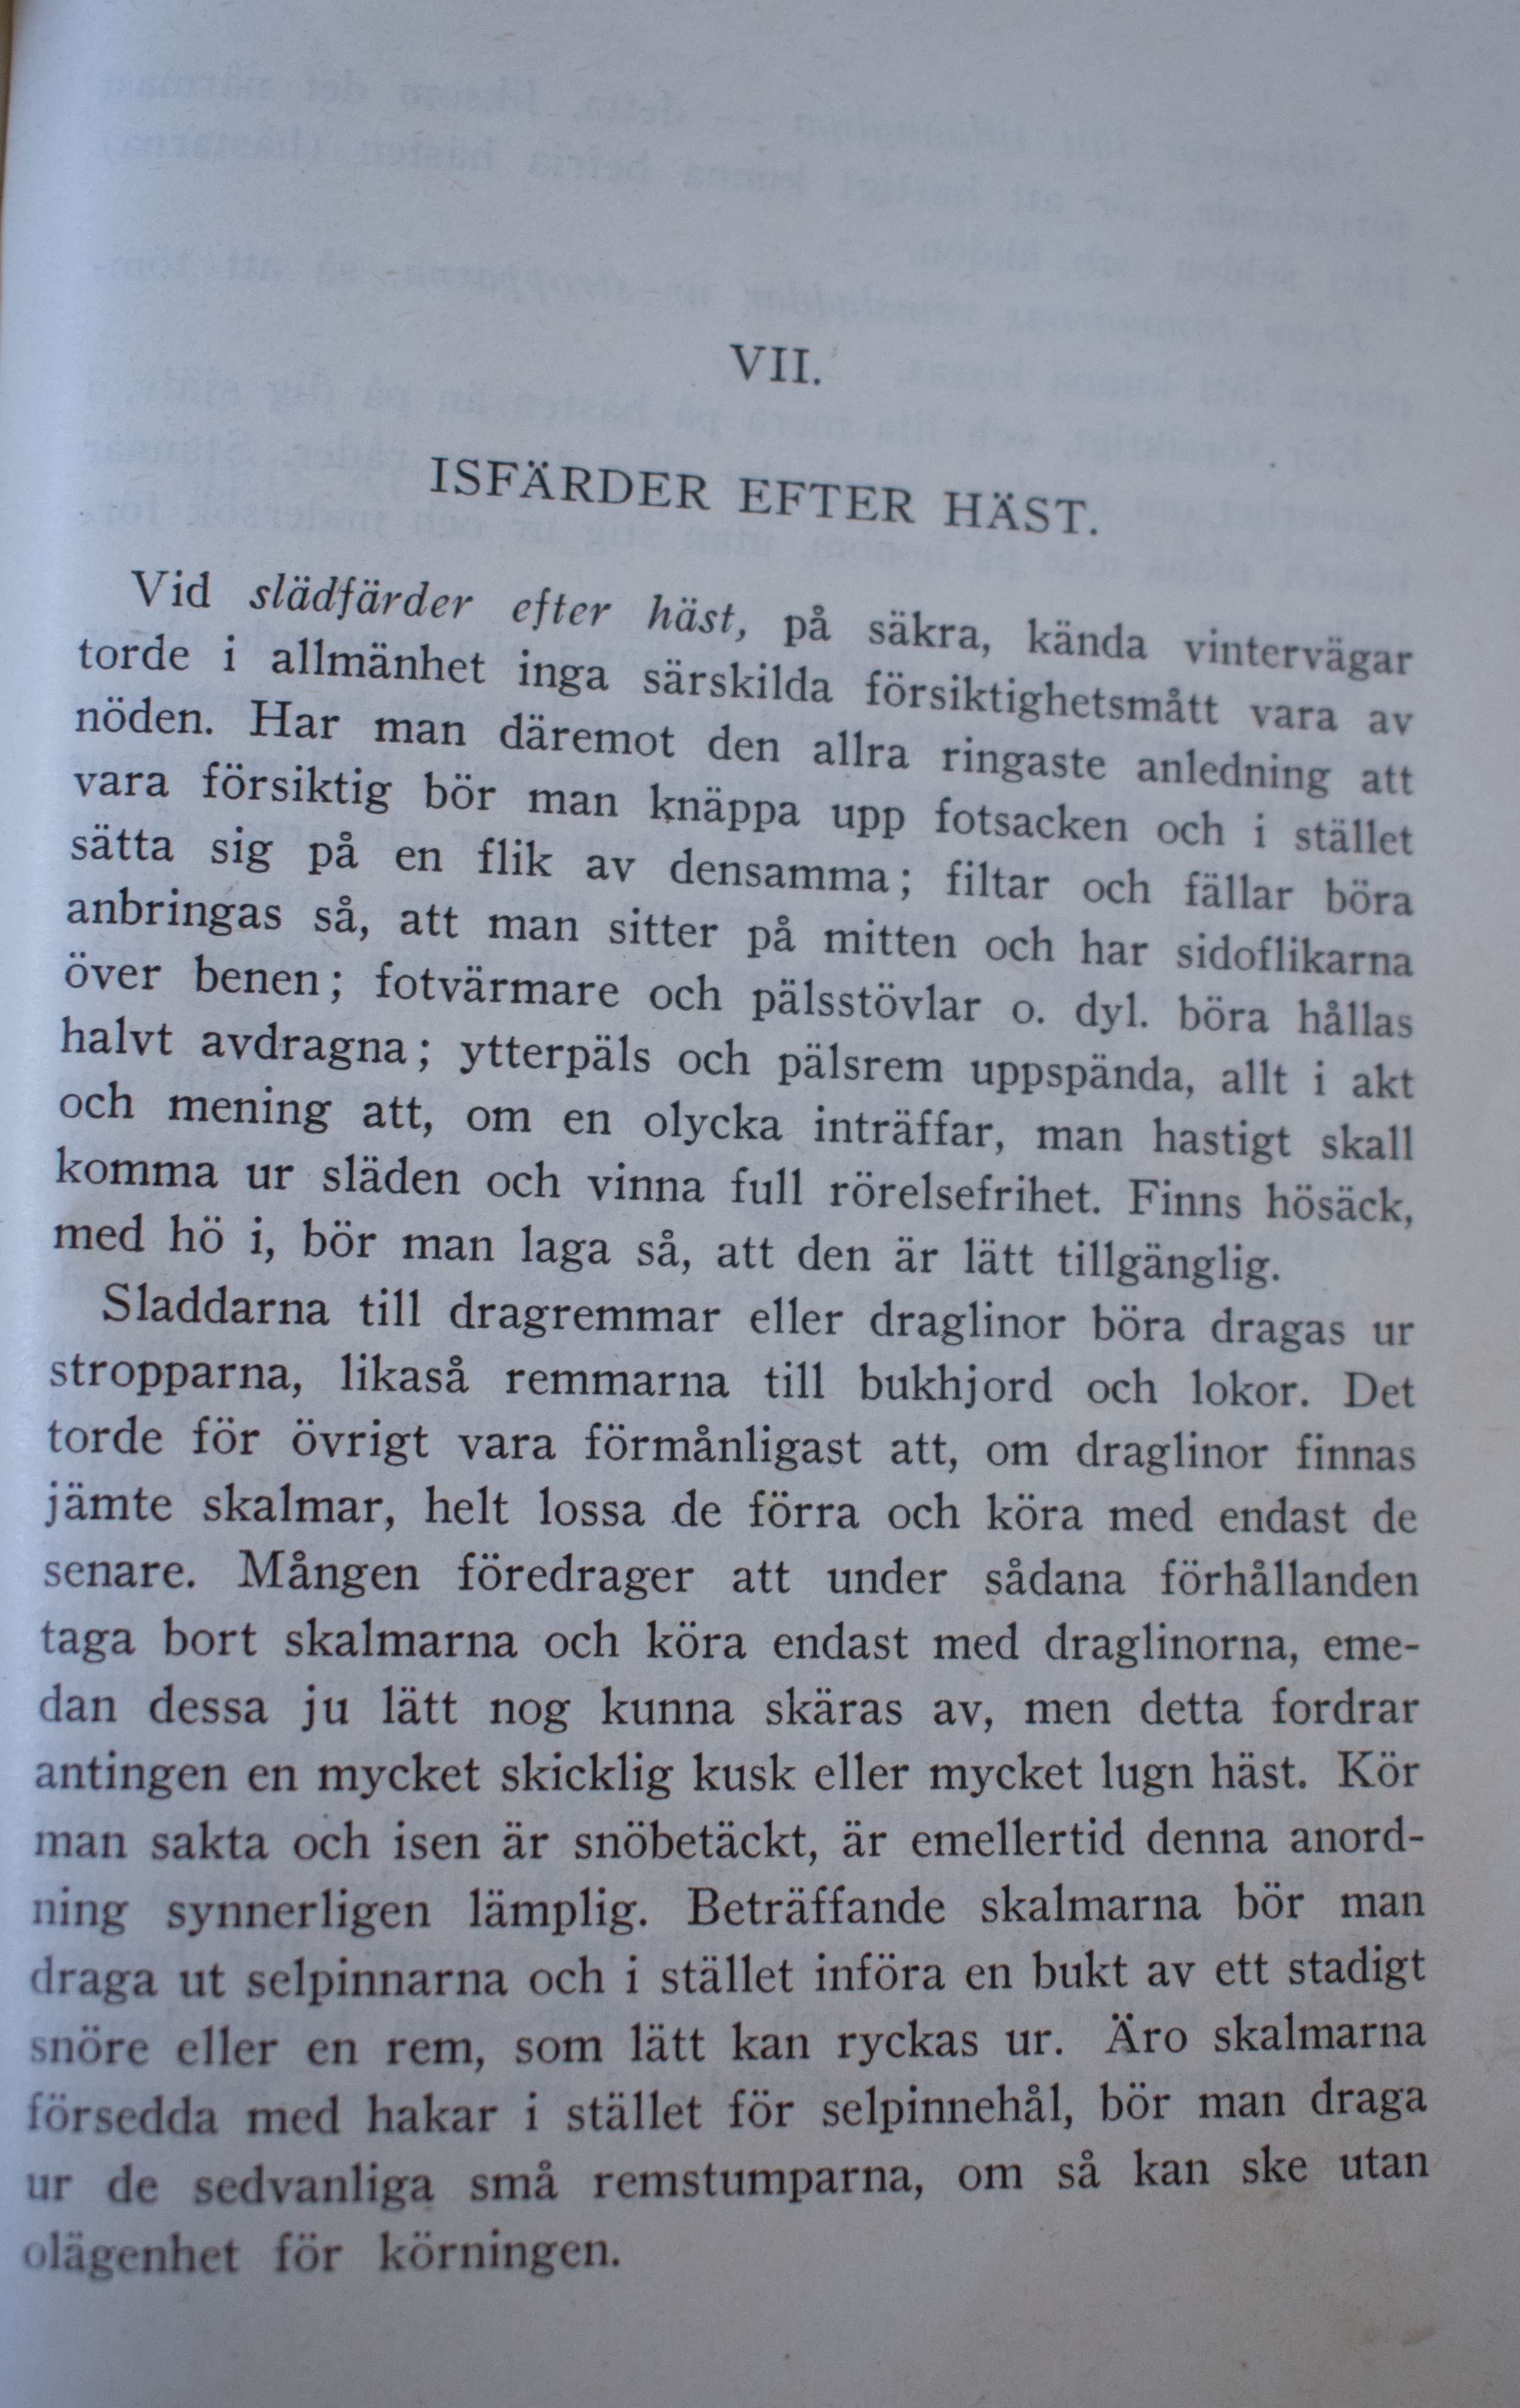 VII.
ISFÄRDER EFTER HÄST.
Vid slädfärder efter häst, på säkra, kända vintervägar
torde i allmänhet inga särskilda försiktighetsmått vara av
nöden. Har man däremot den allra ringaste anledning att
vara försiktig bör man knäppa upp fotsacken och i stället
sätta sig på en flik av densamma; filtar och fällar böra
anbringas så, att man sitter på mitten och har sidoflikarna
över benen; fotvärmare och pälsstövlar o. dyl. böra hållas
halvt avdragna; ytterpäls och pälsrem uppspända, allt i akt
och mening att, om en olycka inträffar, man hastigt skall
komma ur släden och vinna full rörelsefrihet. Finns hösäck,
med hö i, bör man laga så, att den är lätt tillgänglig.
Sladdarna till dragremmar eller draglinor böra dragas ur
stropparna, likaså remmarna till bukhjord och lokor. Det
torde för övrigt vara förmånligast att, om draglinor finnas
jämte skalmar, helt lossa de förra och köra med endast de
senare. Mången föredrager att under sådana förhållanden
taga bort skalmarna och köra endast med draglinorna, eme-
dan dessa ju lätt nog kunna skäras av, men detta fordrar
antingen en mycket skicklig kusk eller mycket lugn häst. Kör
man sakta och isen är snöbetäckt, är emellertid denna anord-
ning synnerligen lämplig. Beträffande skalmarna bör man
draga ut selpinnarna och i stället införa en bukt av ett stadigt
snöre eller en rem, som lätt kan ryckas ur. Äro skalmarna
försedda med hakar i stället för selpinnehål, bör man draga
ur de sedvanliga små remstumparna, om så kan ske utan
olägenhet för körningen.